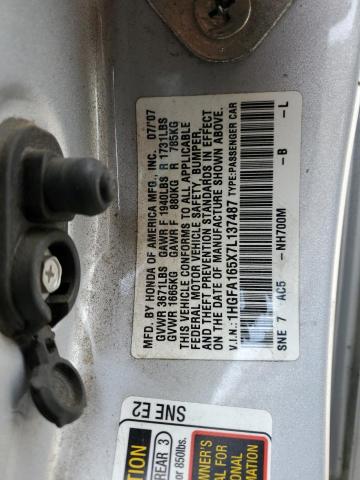 MFD. BY HONDA OF AMERICA MFG., INC. 07/'07
GVWR 3671LBS GAWR F 1940LBS R 1731LBS
GVWR 1665KG GAWR F 880KG R 785KG
THIS VEHICLE CONFORMS TO ALL APPLICABLE
FEDERAL MOTOR VEHICLE SAFETY, BUMPER,
AND THEFT PREVENTION STANDARDS IN EFFECT
ON THE DATE OF MANUFACTURE SHOWN ABOVE.
V.I.N.: 1HGFA165X7L137487 TYPE:PASSENGER CAR
SNE 7 AC5 -NH700M -B -L
SNE E2
REAR 3
or 850lbs.